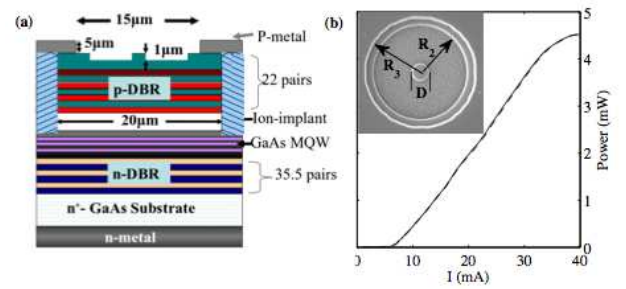 (a)
15µm
P-metal
5µm
1µm
p-DBR
22 pairs
20µm
Ion-implant
GaAs MQW
n-DBR
35.5 pairs
n⁺- GaAs Substrate
n-metal
(b)
R₃
R₂
D
5
4
3
2
1
0
Power (mW)
0
10
20
30
40
I (mA)